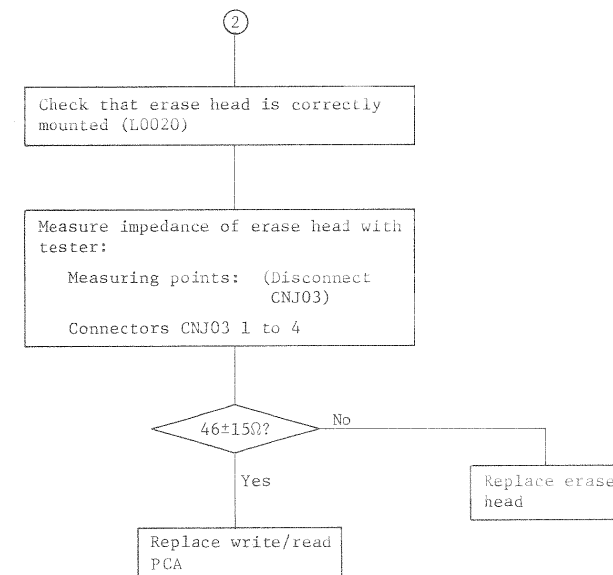 2
Check that erase head is correctly
mounted (L0020)
Measure impedance of erase head with
tester:
Measuring points: (Disconnect
CNJ03)
Connectors CNJ03 1 to 4
46±15Ω?
No
Yes
Replace erase
head
Replace write/read
PCA